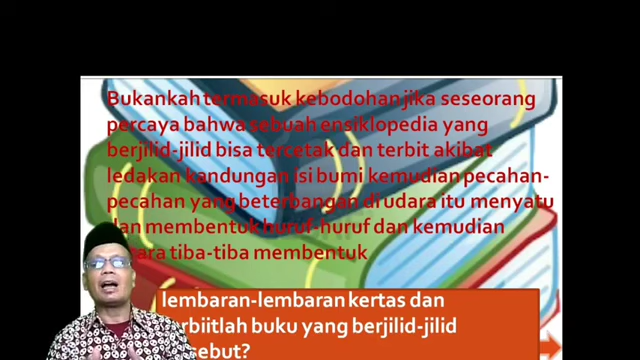 Bukankah termasuk kebodohan jika seseorang
percaya bahwa sebuah ensiklopedia yang
berjilid-jilid bisa tercetak dan terbit akibat
ledakan kandungan isi bumi kemudian pecahan-
pecahan yang beterbangan di udara itu menyatu
dan membentuk huruf-huruf dan kemudian
tiba-tiba membentuk
lembaran-lembaran kertas dan
buku yang berjilid-jilid